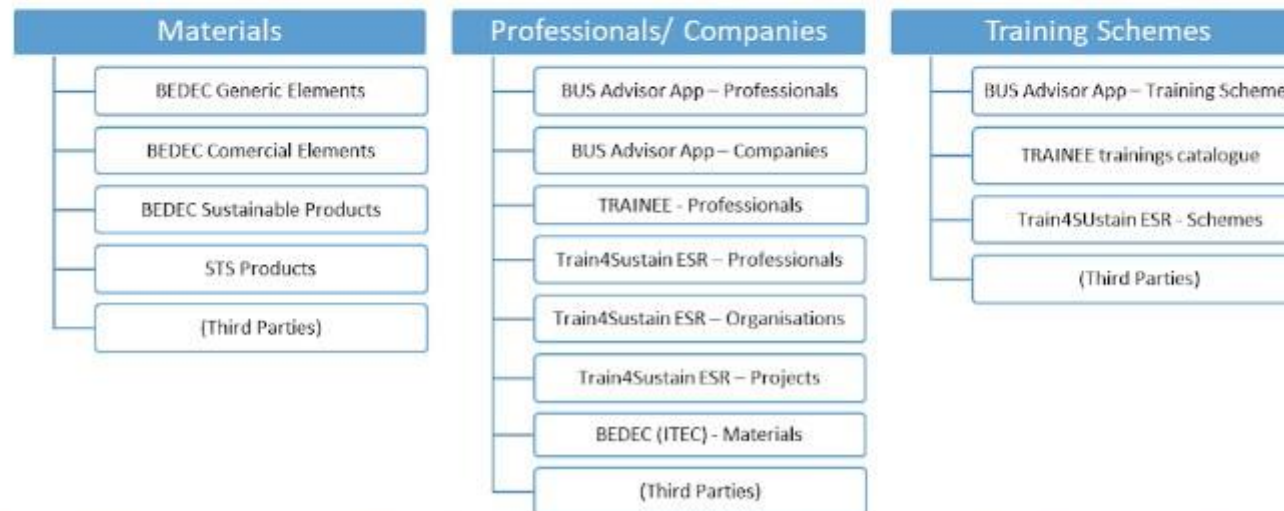 Materials
BEDEC Generic Elements
BEDEC Comercial Elements
BEDEC Sustainable Products
STS Products
(Third Parties)
Professionals/ Companies
BUS Advisor App – Professionals
BUS Advisor App – Companies
TRAINEE - Professionals
Train4Sustain ESR – Professionals
Train4Sustain ESR – Organisations
Train4Sustain ESR – Projects
BEDEC (ITEC) - Materials
(Third Parties)
Training Schemes
BUS Advisor App – Training Scheme
TRAINEE trainings catalogue
Train4SUstain ESR - Schemes
(Third Parties)